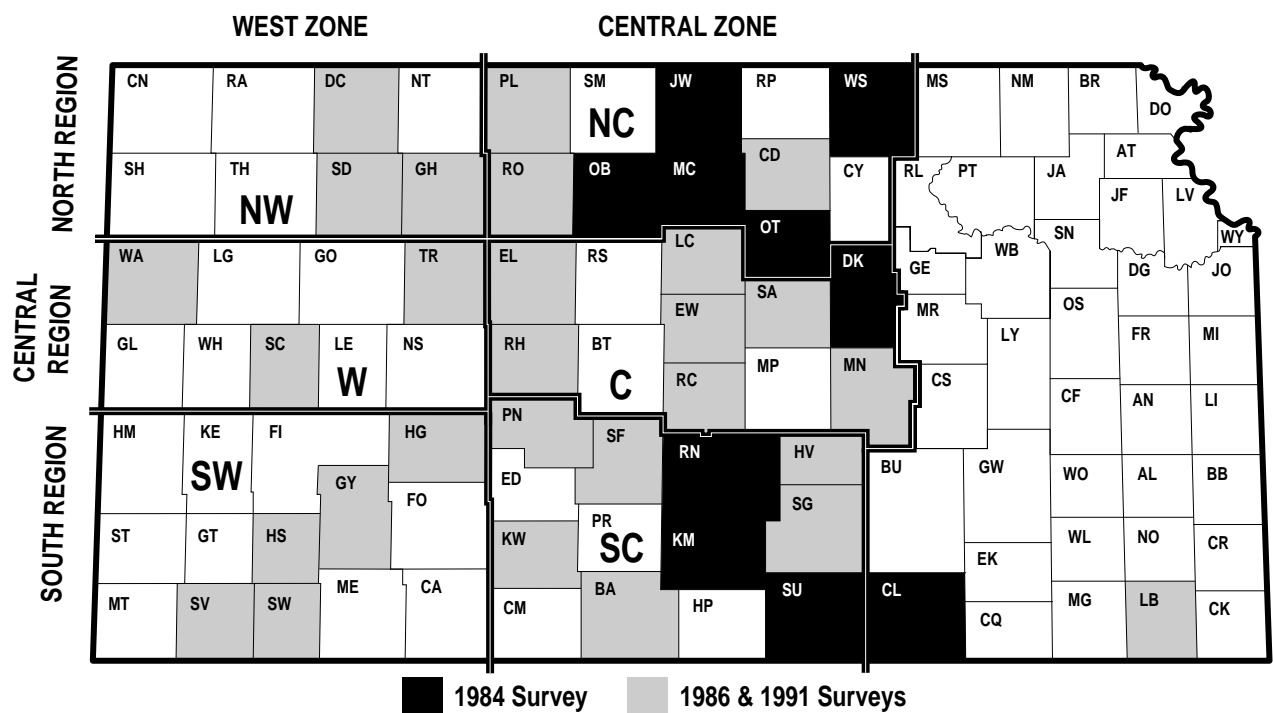 WEST ZONE CENTRAL ZONE
NORTH REGION
CENTRAL
REGION
SOUTH REGION
CN RA DC NT PL SM JW RP WS MS NM BR DO
NC
SH TH SD GH RO OB MC CD CY RL PT JA AT
NW
JF LV
OT
SN WY
WA LG GO TR EL RS LC DK GE WB DG JO
EW SA MR OS
GL WH SC LE NS RH BT MP MN LY FR MI
W C
RC CS CF AN LI
PN
HM KE FI HG SF RN HV BU GW
SW
GY ED WO AL BB
FO SG
ST GT HS KW PR KM WL NO CR
SC
EK
MT SV SW ME CA CM BA HP SU CL CQ MG LB CK
1984 Survey 1986 & 1991 Surveys